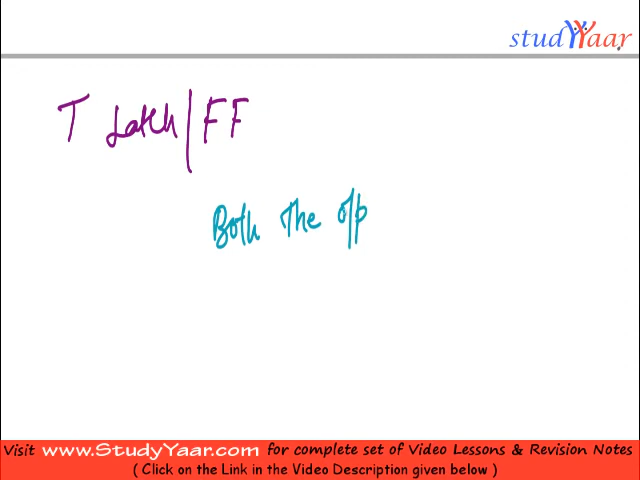 studYYaar
T Latch/FF
Both the o/p
Visit www.StudyYaar.com for complete set of Video Lessons & Revision Notes
( Click on the Link in the Video Description given below )